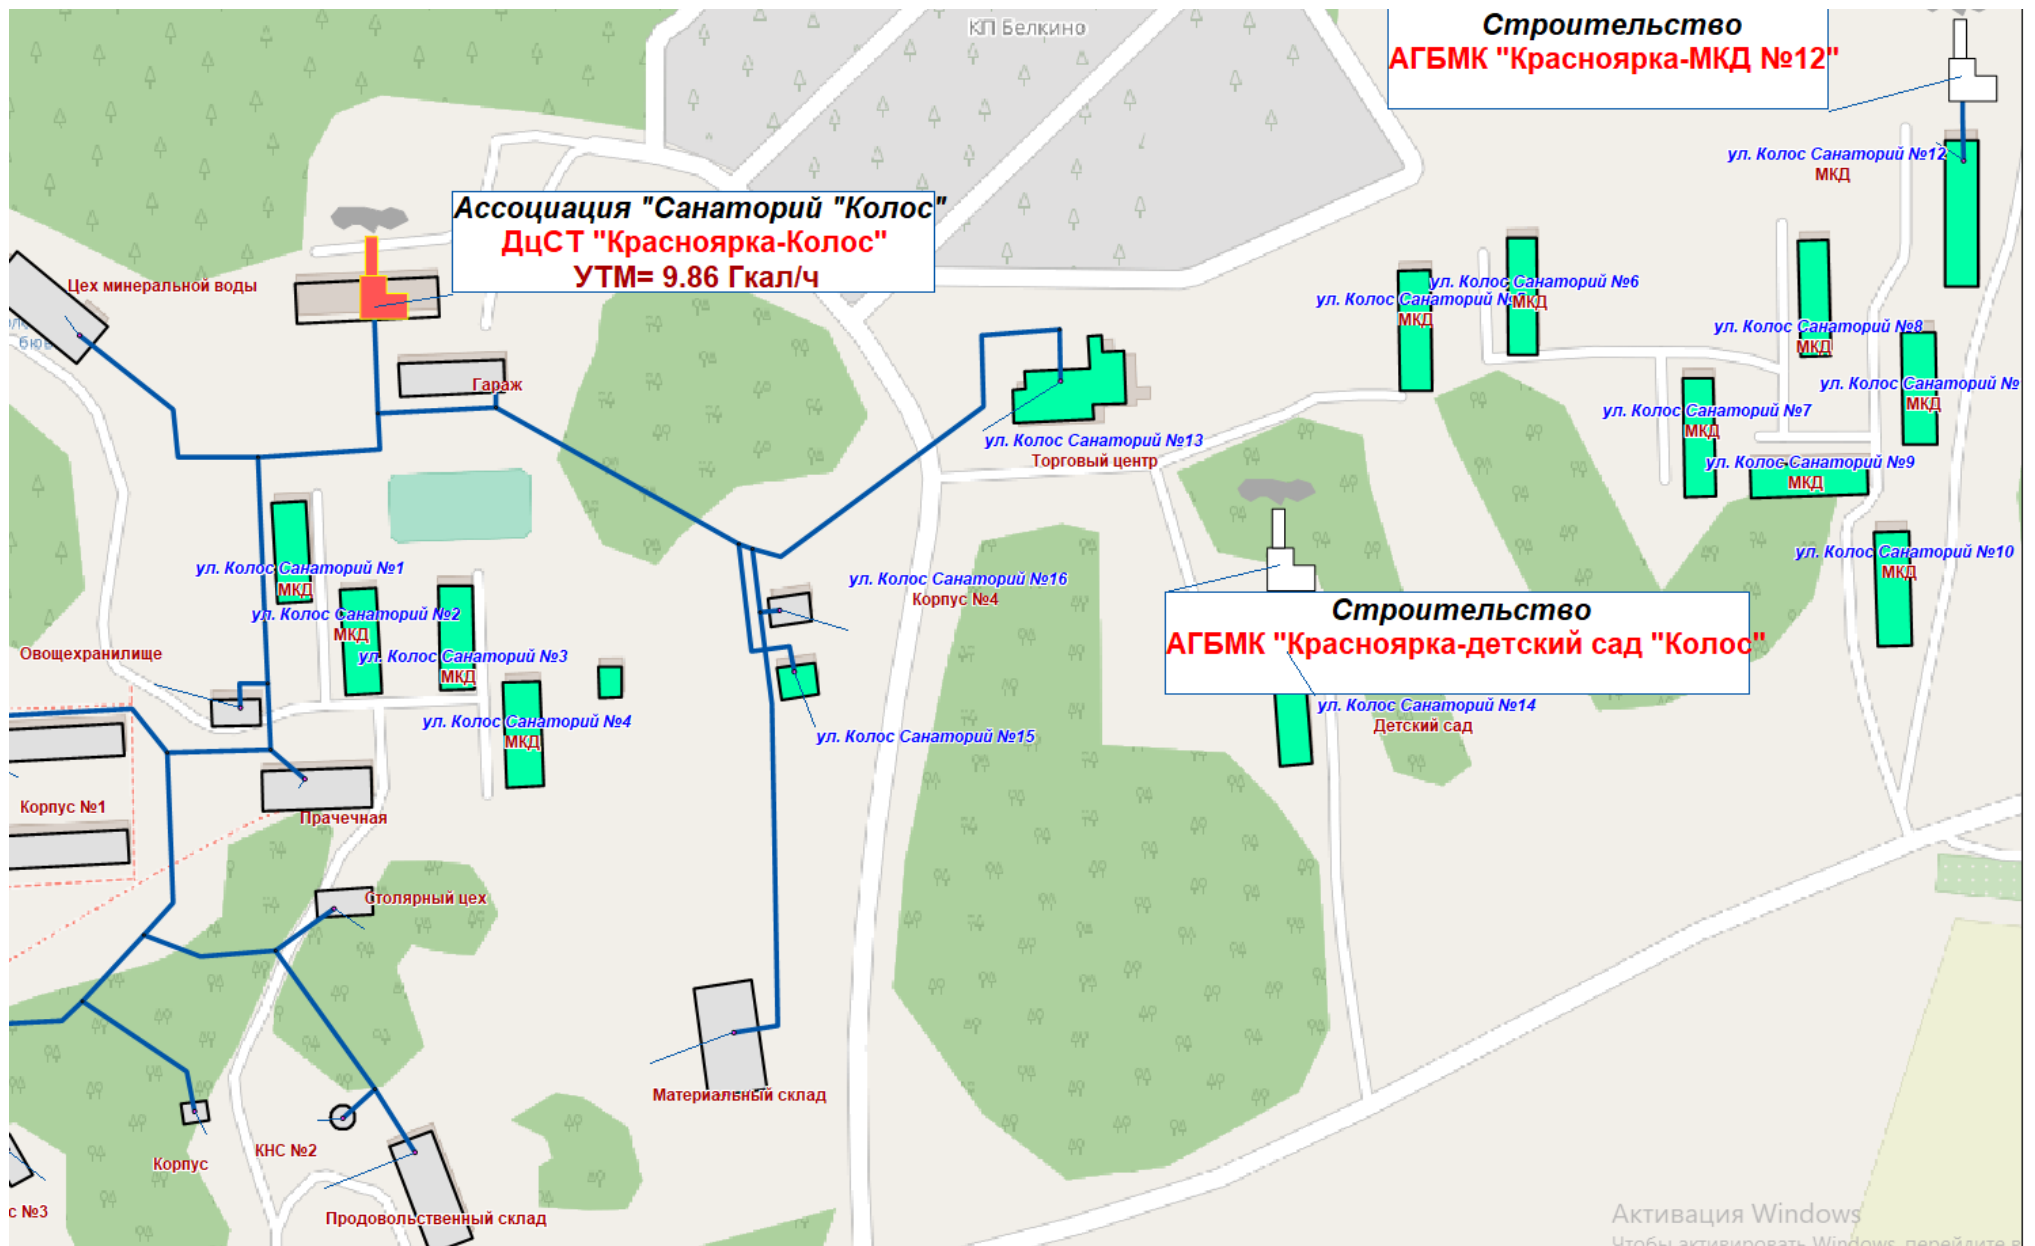 КП Белкино
Строительство
АГБМК "Красноярка-МКД №12"
ул. Колос Санаторий №12
МКД
Ассоциация "Санаторий "Колос"
ДцСТ "Красноярка-Колос"
УТМ= 9.86 Гкал/ч
Цех минеральной воды
бюв
Гараж
ул. Колос Санаторий №6
МКД
ул. Колос Санаторий
МКД
ул. Колос Санаторий №8
МКД
ул. Колос Санаторий №
МКД
ул. Колос Санаторий №7
МКД
ул. Колос Санаторий №13
Торговый центр
ул. Колос Санаторий №9
МКД
ул. Колос Санаторий №10
МКД
ул. Колос Санаторий №1
МКД
ул. Колос Санаторий №16
Корпус №4
ул. Колос Санаторий №2
МКД
ул. Колос Санаторий №3
МКД
Овощехранилище
Строительство
АГБМК "Красноярка-детский сад "Колос"
ул. Колос Санаторий №14
Детский сад
ул. Колос Санаторий №4
МКД
ул. Колос Санаторий №15
Корпус №1
Прачечная
Столярный цех
Материальный склад
КНС №2
Корпус
с №3
Продовольственный склад
Активация Windows
Чтобы активировать Windows, перейдите в